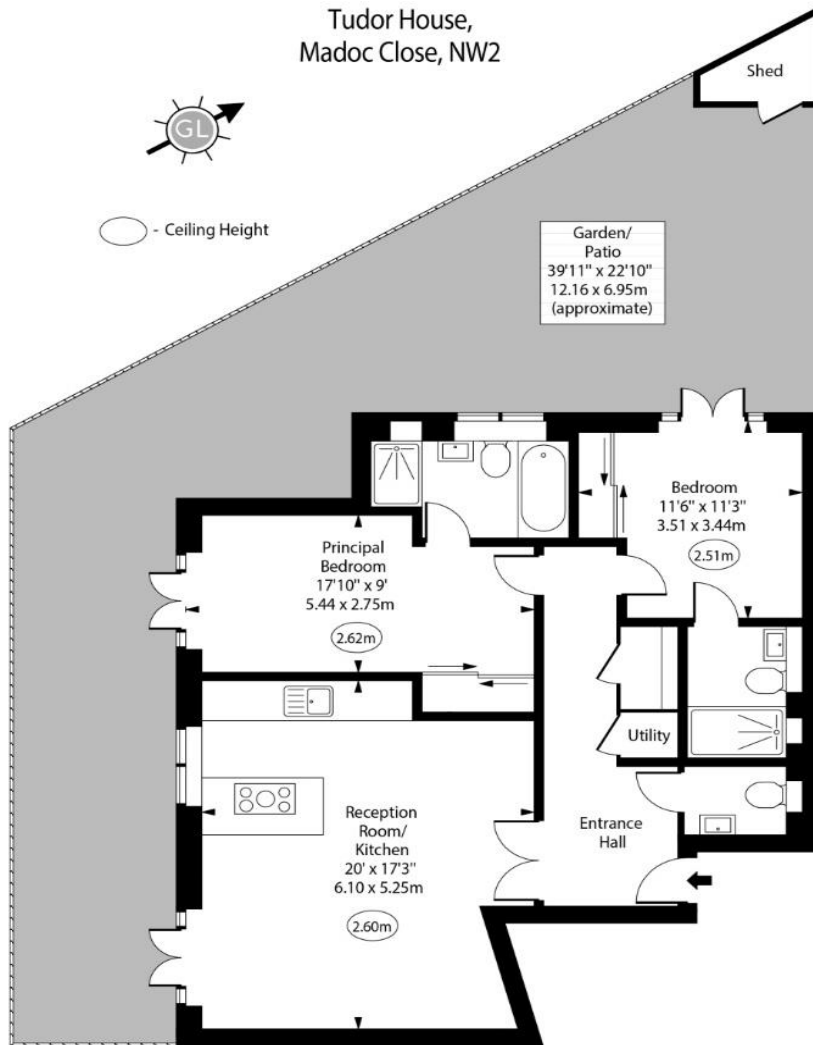 Tudor House,
Madoc Close, NW2
Shed
GL
- Ceiling Height
Garden/
Patio
39'11" x 22'10"
12.16 x 6.95m
(approximate)
Bedroom
11'6" x 11'3"
3.51 x 3.44m
2.51m
Principal
Bedroom
17'10" x 9'
5.44 x 2.75m
2.62m
Utility
Reception
Room/
Kitchen
20' x 17'3"
6.10 x 5.25m
2.60m
Entrance
Hall